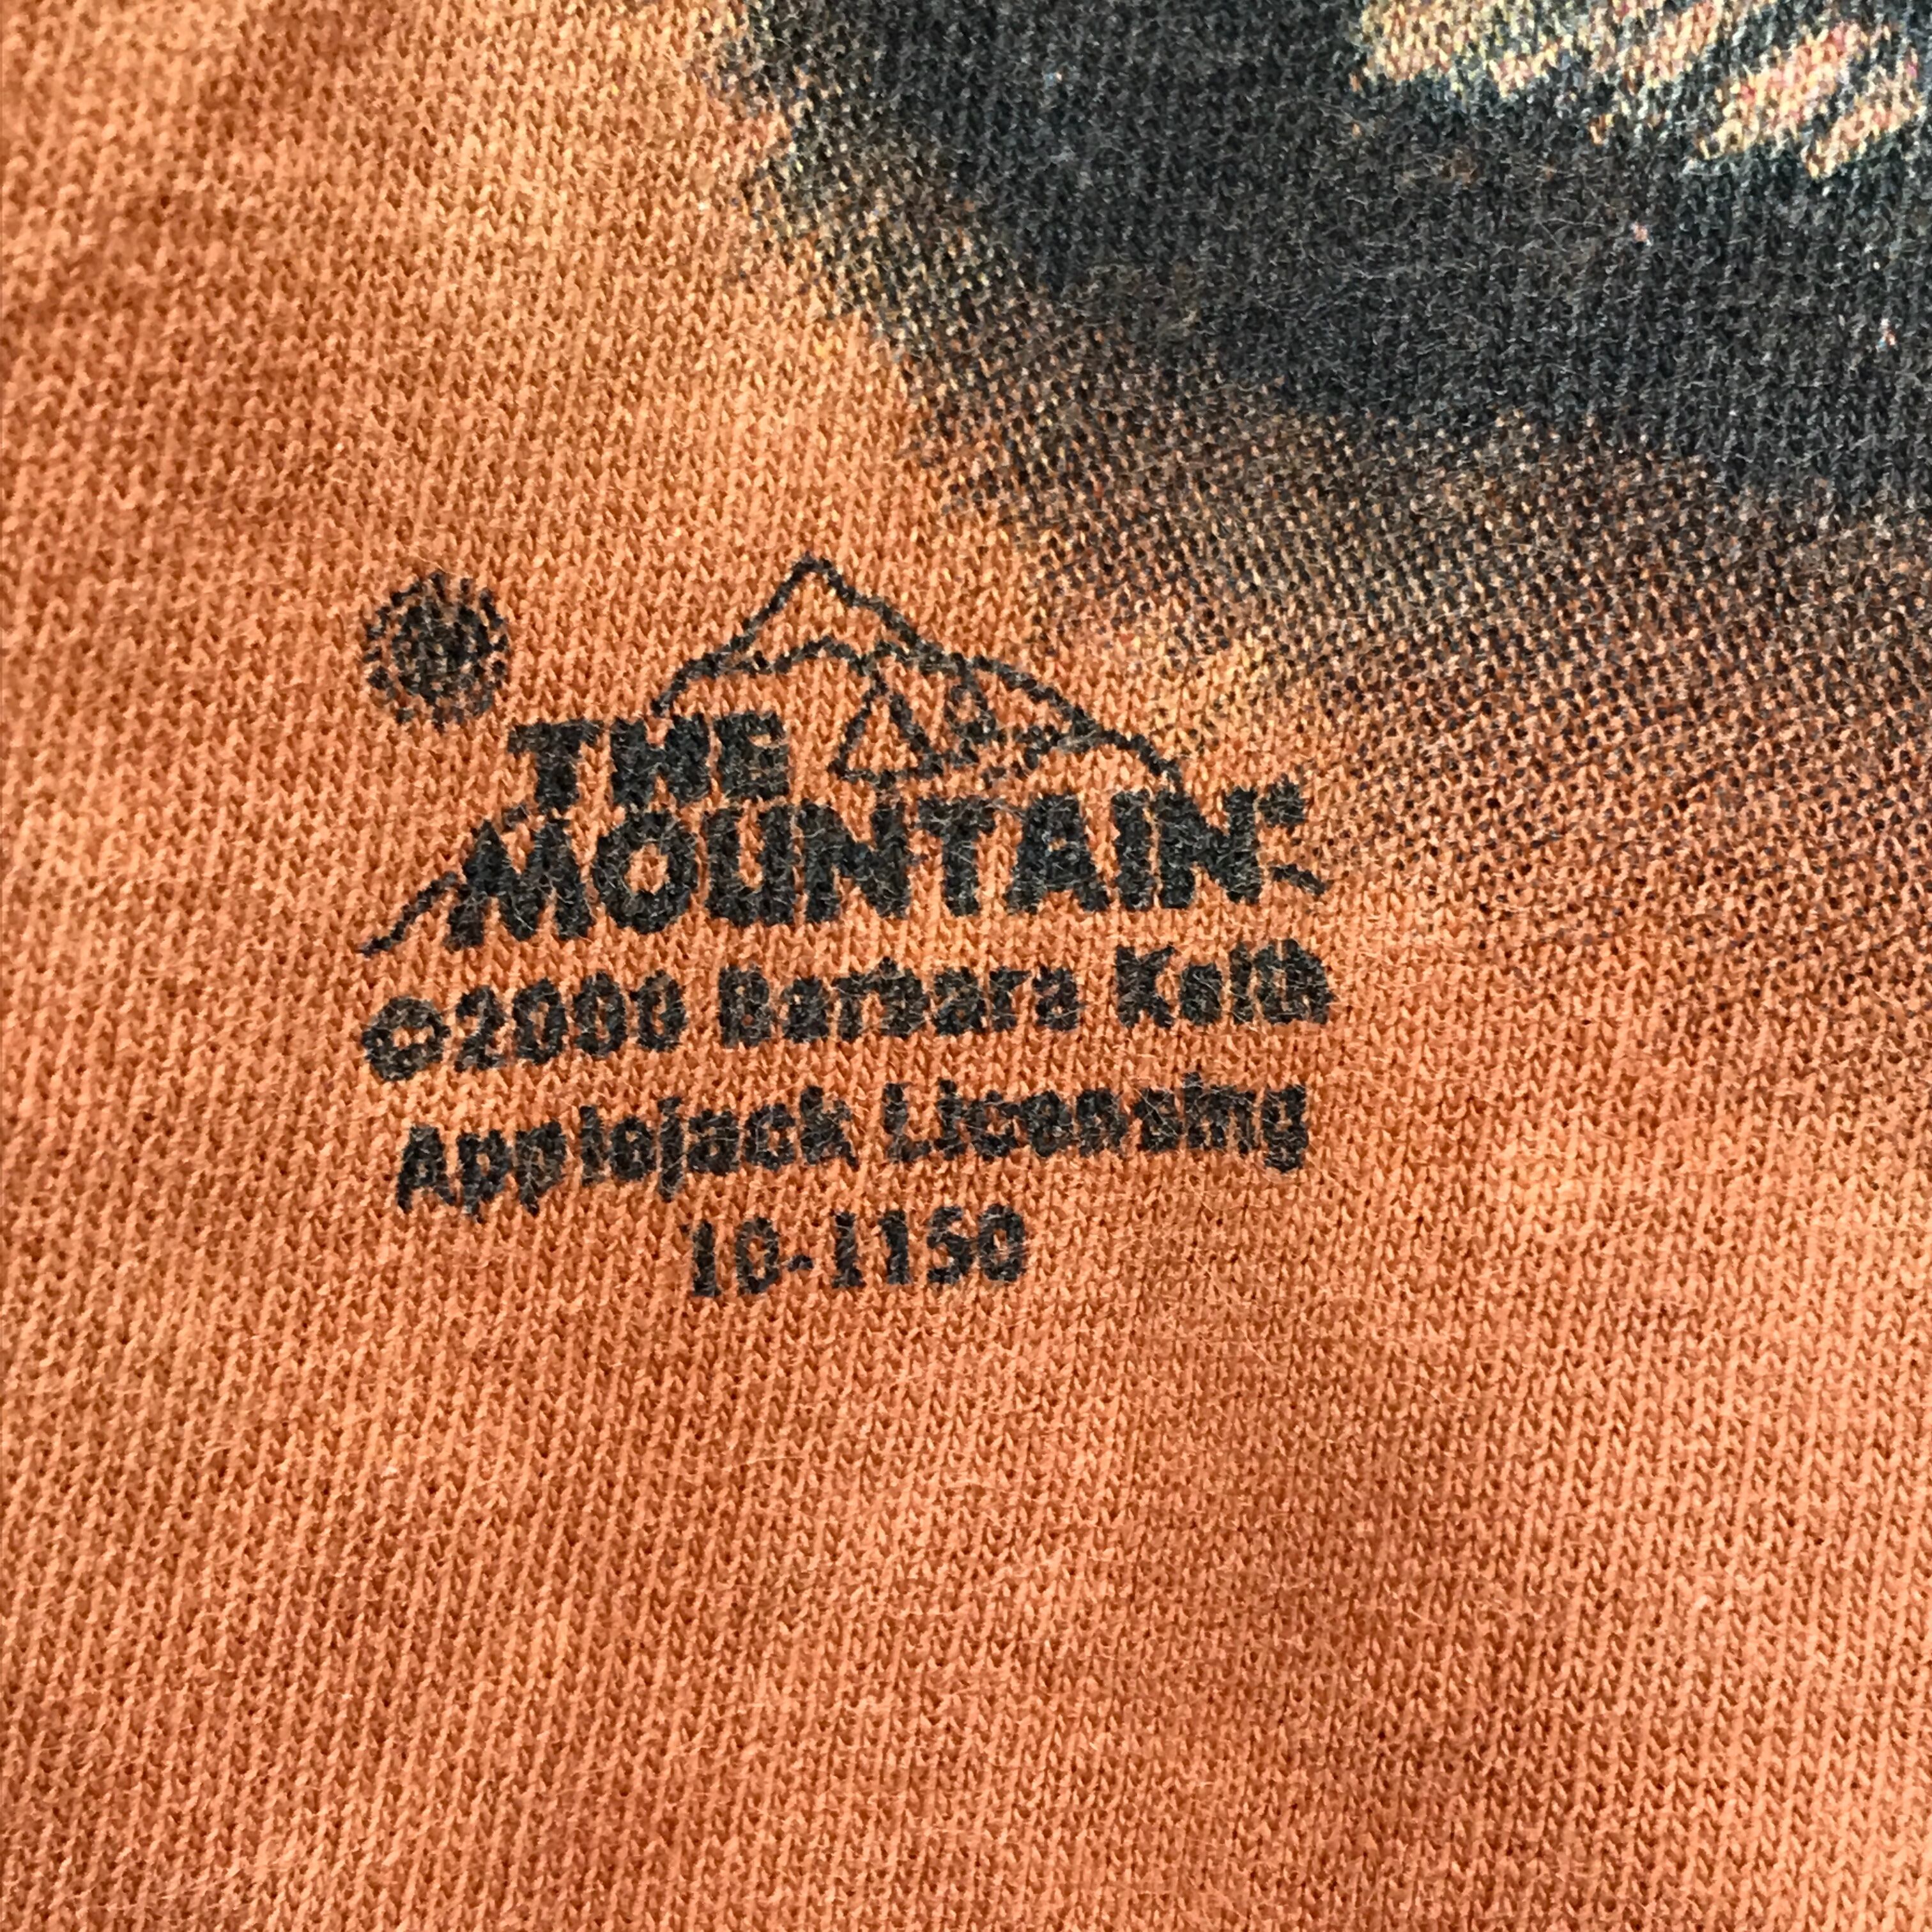 THE
MOUNTAIN®
©2000 Barbara Keith
Applejack Licensing
10-1150